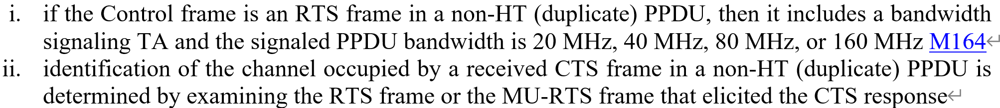 i. if the Control frame is an RTS frame in a non-HT (duplicate) PPDU, then it includes a bandwidth
signaling TA and the signaled PPDU bandwidth is 20 MHz, 40 MHz, 80 MHz, or 160 MHz M164↵
ii. identification of the channel occupied by a received CTS frame in a non-HT (duplicate) PPDU is
determined by examining the RTS frame or the MU-RTS frame that elicited the CTS response↵